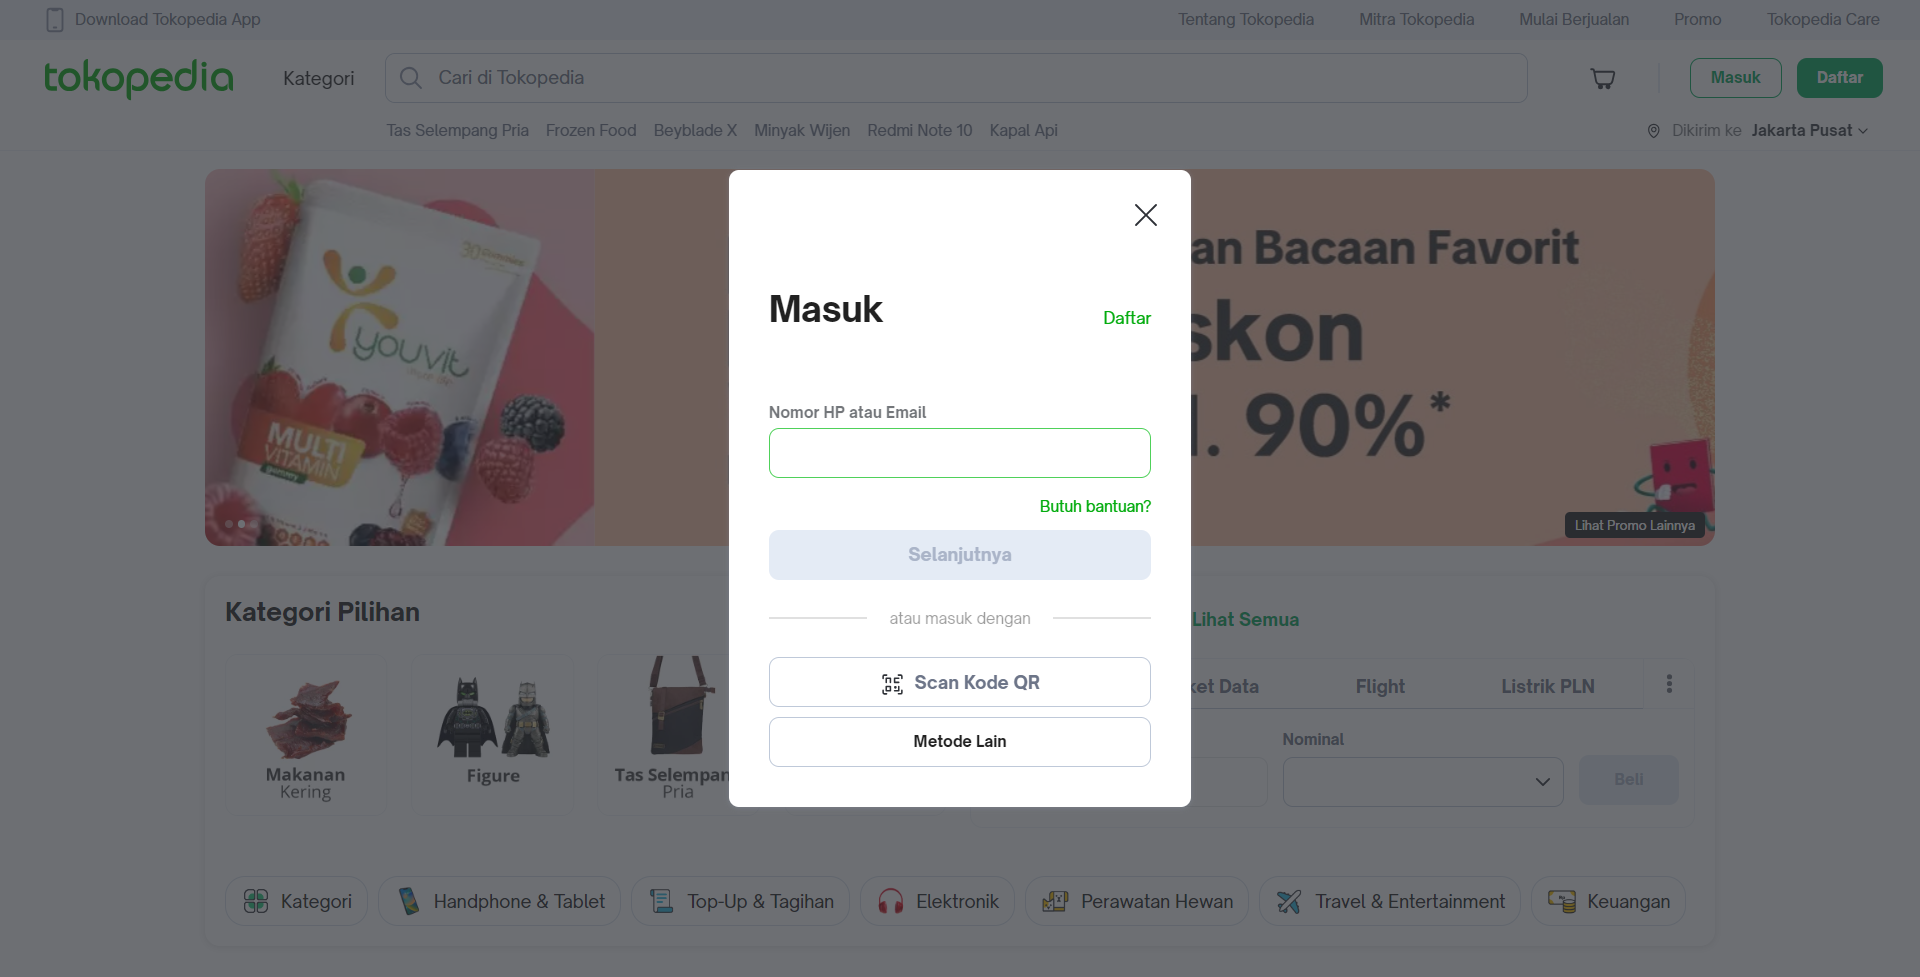 Download Tokopedia App
Tentang Tokopedia
Mitra Tokopedia
Mulai Berjualan
Promo
Tokopedia Care
tokopedia
Kategori
Cari di Tokopedia
Masuk
Daftar
Tas Selempang Pria
Frozen Food
Beyblade X
Minyak Wijen
Redmi Note 10
Kapal Api
Dikirim ke Jakarta Pusat
30 Gummies
youvit
MULTI
VITAMIN
gummy
an Bacaan Favorit
skon
l. 90%*
Lihat Promo Lainnya
Masuk
Daftar
Nomor HP atau Email
Butuh bantuan?
Selanjutnya
atau masuk dengan
Scan Kode QR
Metode Lain
Kategori Pilihan
Lihat Semua
Makanan
Kering
Figure
Tas Selempan
Pria
ket Data
Flight
Listrik PLN
Nominal
Beli
Kategori
Handphone & Tablet
Top-Up & Tagihan
Elektronik
Perawatan Hewan
Travel & Entertainment
Keuangan